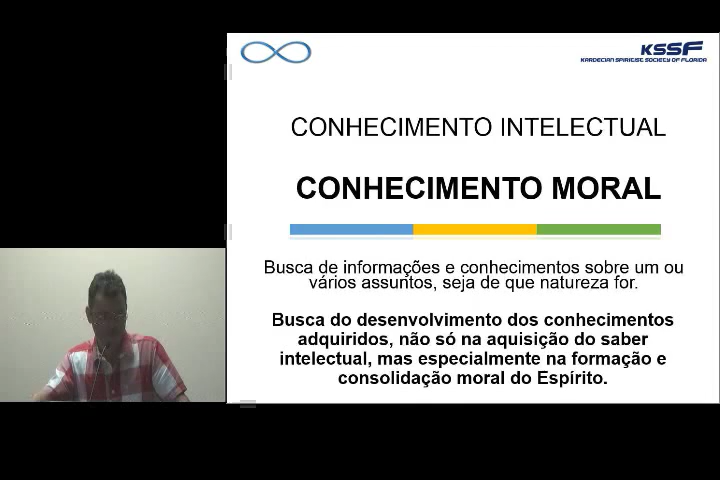 KSSF
KARDECIAN SPIRITIST SOCIETY OF FLORIDA
CONHECIMENTO INTELECTUAL
CONHECIMENTO MORAL
Busca de informações e conhecimentos sobre um ou
vários assuntos, seja de que natureza for.
Busca do desenvolvimento dos conhecimentos
adquiridos, não só na aquisição do saber
intelectual, mas especialmente na formação e
consolidação moral do Espírito.